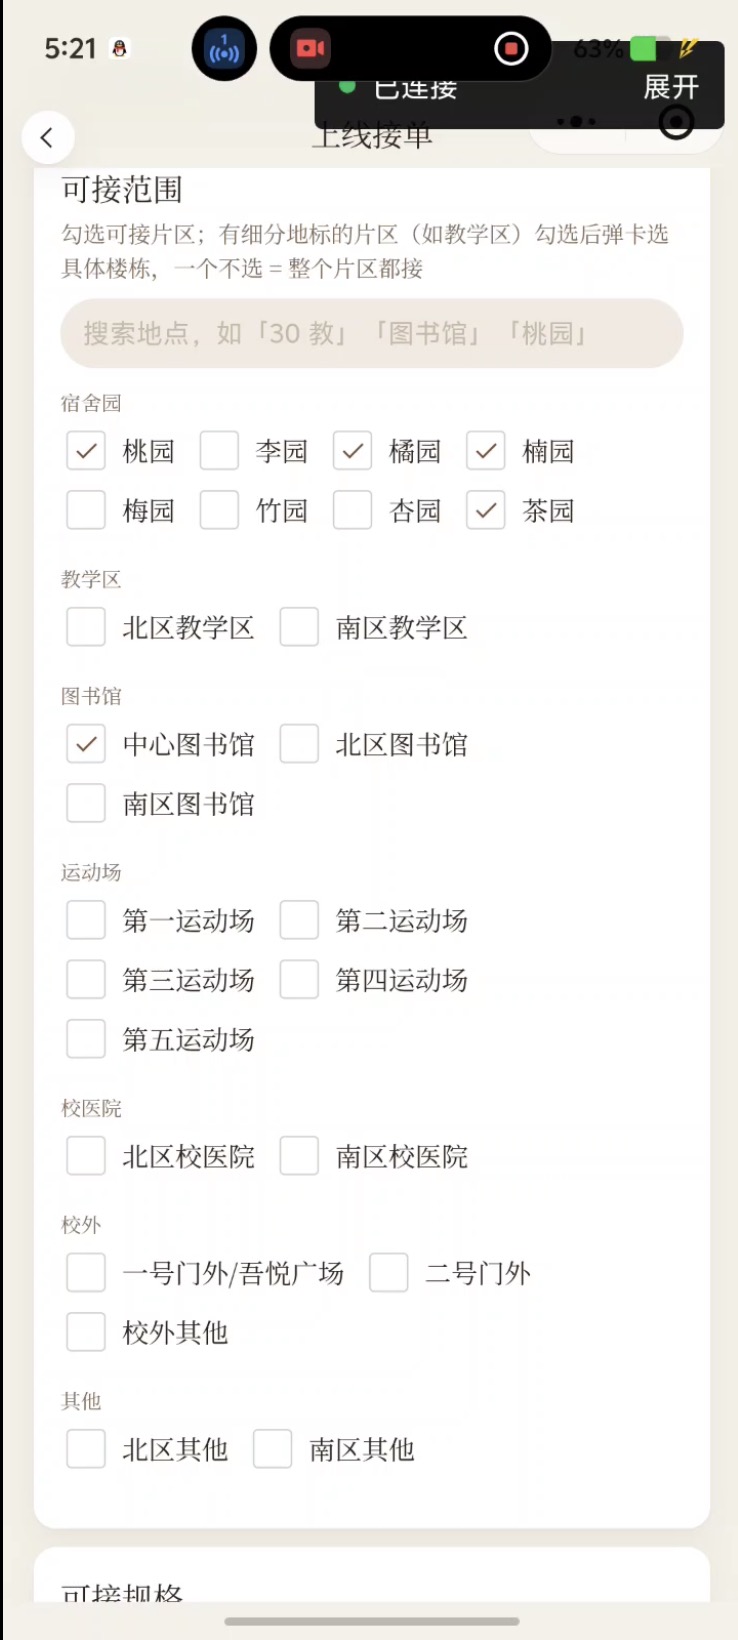 5:21
1
63%
已连接 展开
上线接单
可接范围
勾选可接片区；有细分地标的片区（如教学区）勾选后弹卡选
具体楼栋，一个不选 = 整个片区都接
搜索地点，如「30 教」「图书馆」「桃园」
宿舍园
桃园 李园 橘园 楠园
梅园 竹园 杏园 茶园
教学区
北区教学区 南区教学区
图书馆
中心图书馆 北区图书馆
南区图书馆
运动场
第一运动场 第二运动场
第三运动场 第四运动场
第五运动场
校医院
北区校医院 南区校医院
校外
一号门外/吾悦广场 二号门外
校外其他
其他
北区其他 南区其他
可接规格